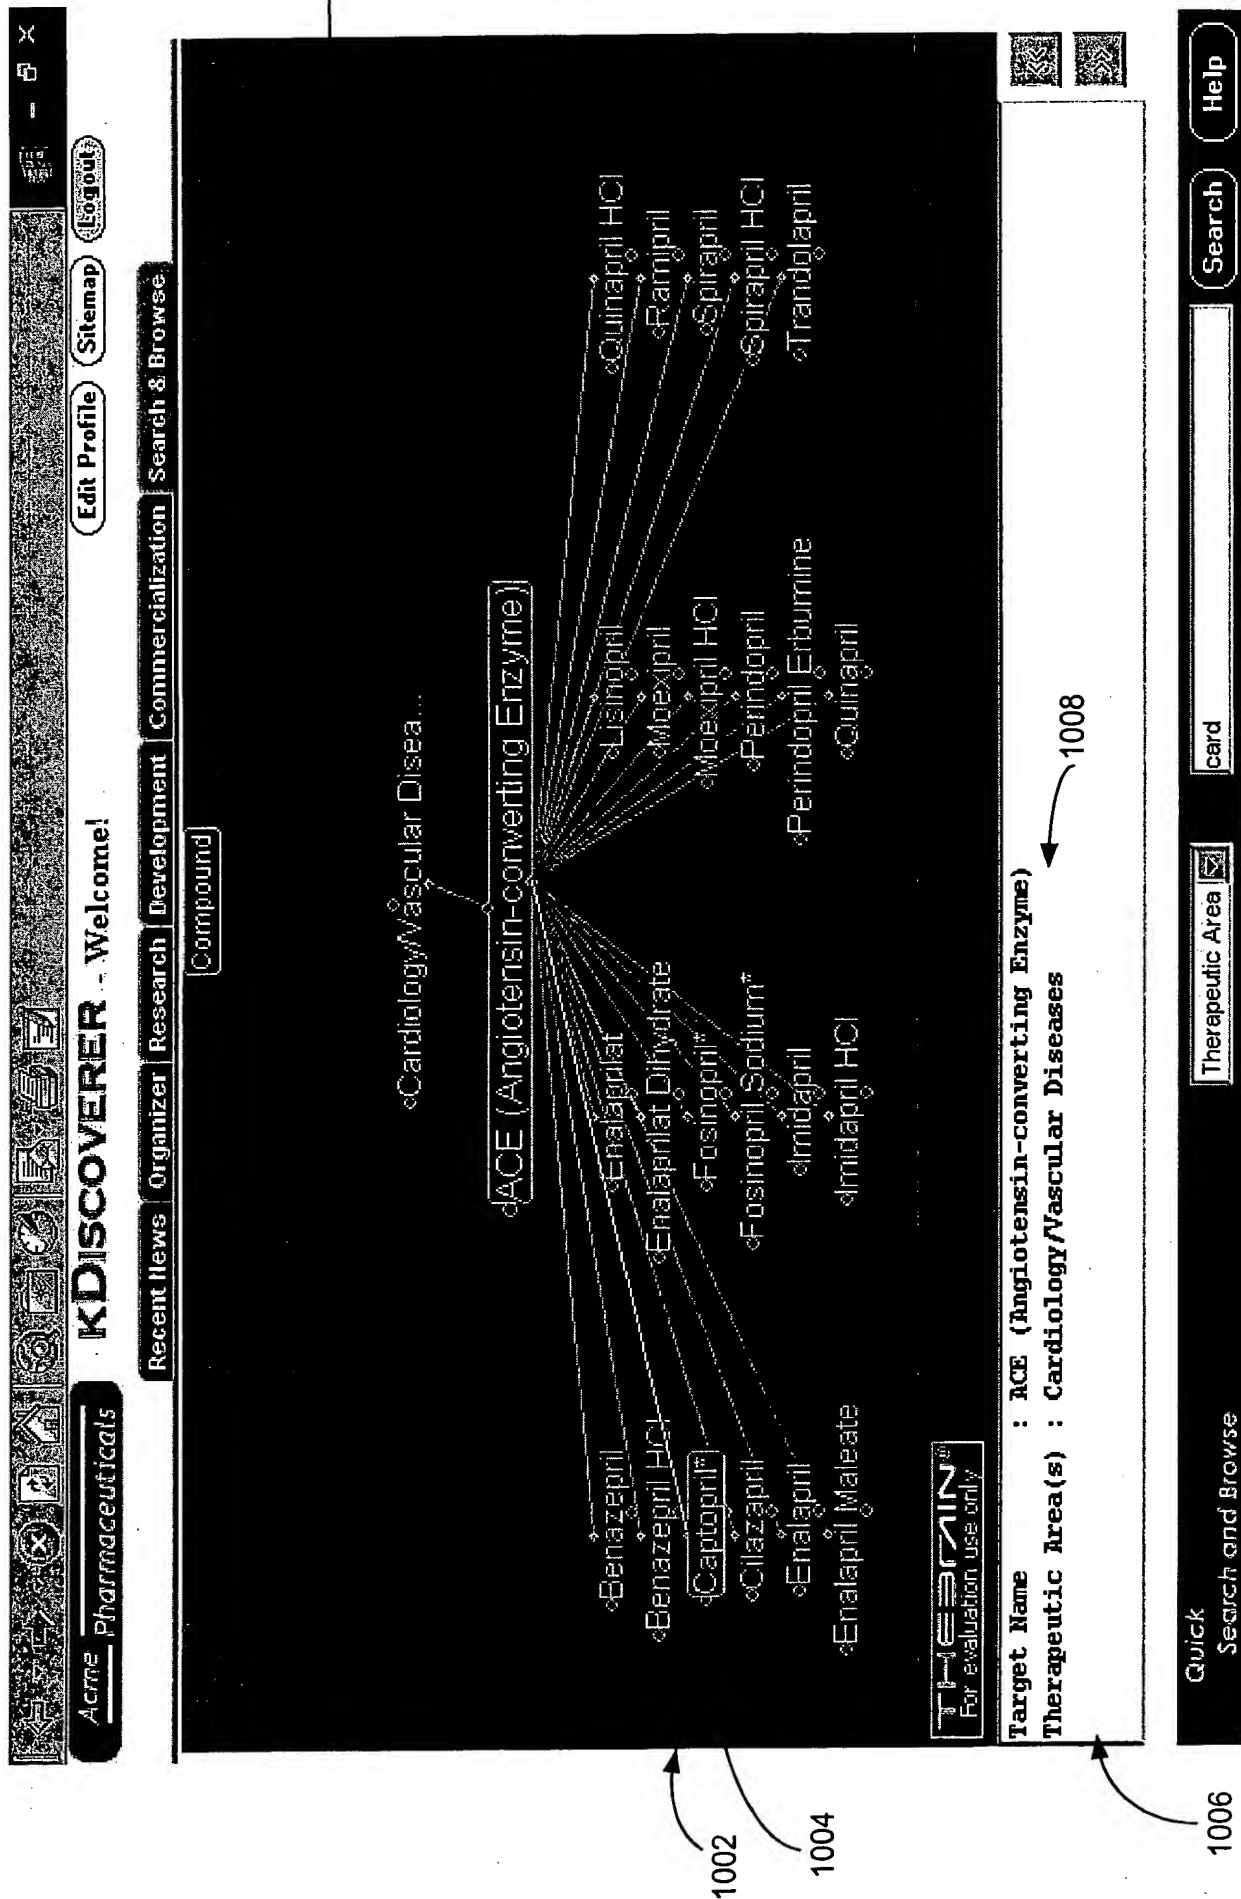 Acme
Pharmaceuticals
KDISCOVERER - Welcome!
Edit Profile
Sitemap
Logout
Recent News
Organizer
Research
Development
Commercialization
Search & Browse
Compound
Cardiology/Vascular Disea...
ACE (Angiotensin-converting Enzyme)
Benazepril
Benazepril HCl
Captopril*
Cilazapril
Enalapril
Enalapril Maleate
Enalaprilat
Enalaprilat Dihydrate
Fosinopril*
Fosinopril Sodium*
Imidapril
Imidapril HCl
Lisinopril
Moexipril
Moexipril HCl
Perindopril
Perindopril Erbumine
Quinapril
Quinapril HCl
Ramipril
Spirapril
Spirapril HCl
Trandolapril
THEBRAIN®
For evaluation use only
Target Name : ACE (Angiotensin-converting Enzyme)
Therapeutic Area(s) : Cardiology/Vascular Diseases
Quick
Search and Browse
Therapeutic Area
card
Search
Help
1002
1004
1006
1008